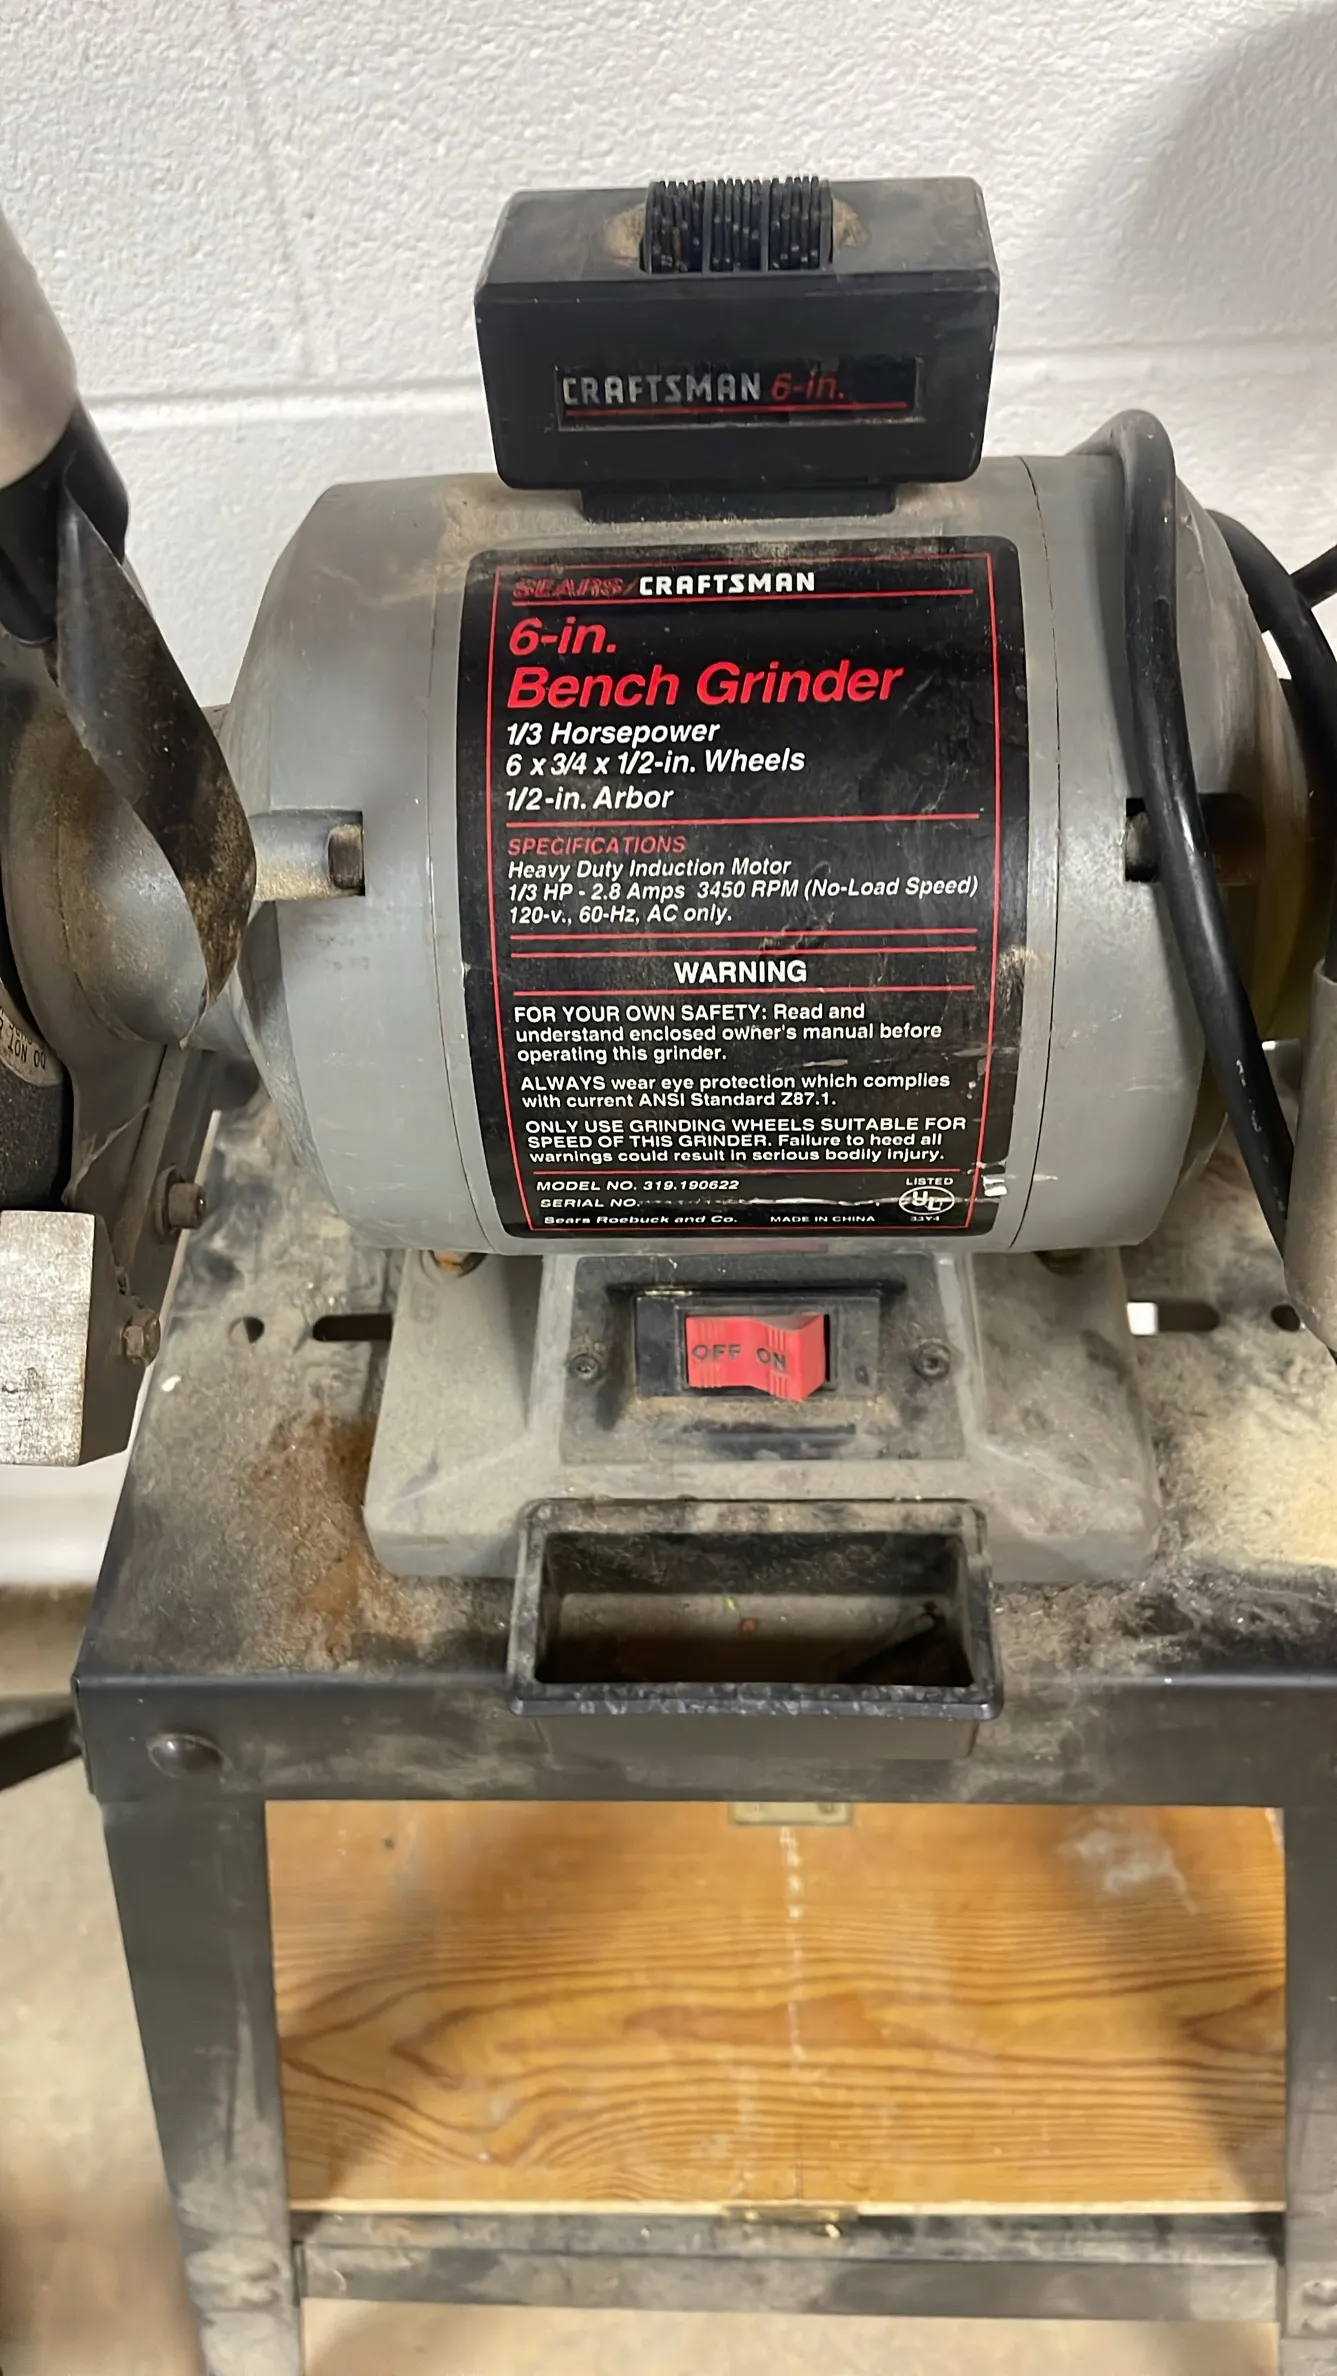 CRAFTSMAN 6-in.
SEARS/CRAFTSMAN
6-in.
Bench Grinder
1/3 Horsepower
6 x 3/4 x 1/2-in. Wheels
1/2-in. Arbor
SPECIFICATIONS
Heavy Duty Induction Motor
1/3 HP - 2.8 Amps 3450 RPM (No-Load Speed)
120-v., 60-Hz, AC only.
WARNING
FOR YOUR OWN SAFETY: Read and
understand enclosed owner's manual before
operating this grinder.
ALWAYS wear eye protection which complies
with current ANSI Standard Z87.1.
ONLY USE GRINDING WHEELS SUITABLE FOR
SPEED OF THIS GRINDER. Failure to heed all
warnings could result in serious bodily injury.
MODEL NO. 319.190622
SERIAL NO.
Sears Roebuck and Co. MADE IN CHINA
LISTED
UL
33Y4
DO NOT
OFF ON